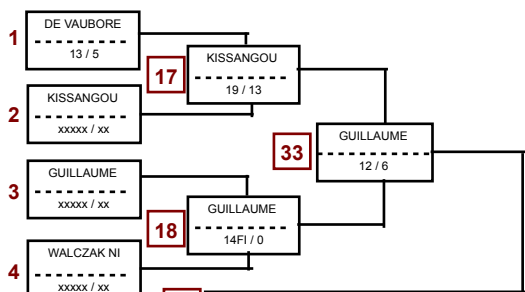 1
DE VAUBORE
13 / 5
17
KISSANGOU
19 / 13
2
KISSANGOU
xxxxx / xx
33
GUILLAUME
12 / 6
3
GUILLAUME
xxxxx / xx
18
GUILLAUME
14Fl / 0
4
WALCZAK NI
xxxxx / xx